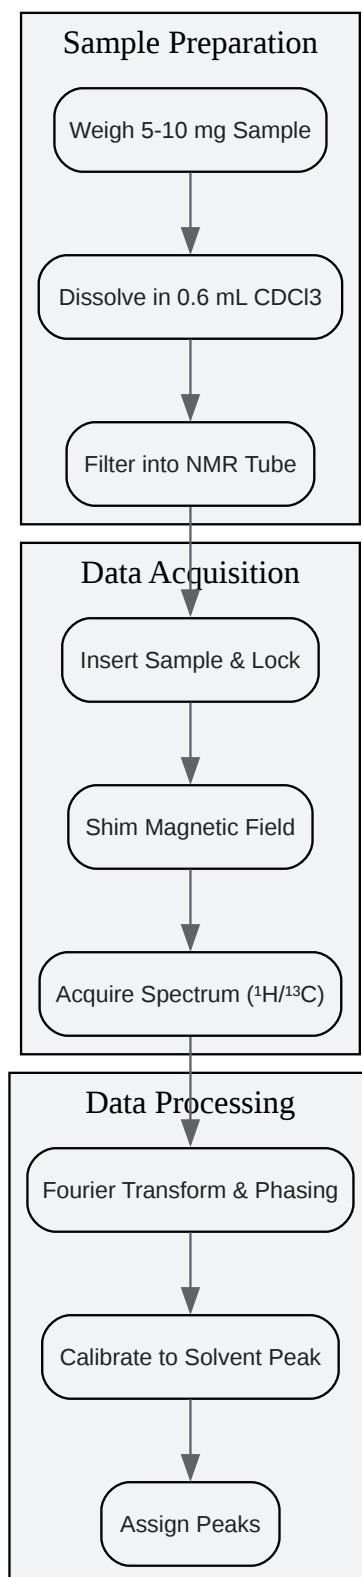 Sample Preparation
Weigh 5-10 mg Sample
Dissolve in 0.6 mL CDCl3
Filter into NMR Tube
Data Acquisition
Insert Sample & Lock
Shim Magnetic Field
Acquire Spectrum (¹H/¹³C)
Data Processing
Fourier Transform & Phasing
Calibrate to Solvent Peak
Assign Peaks